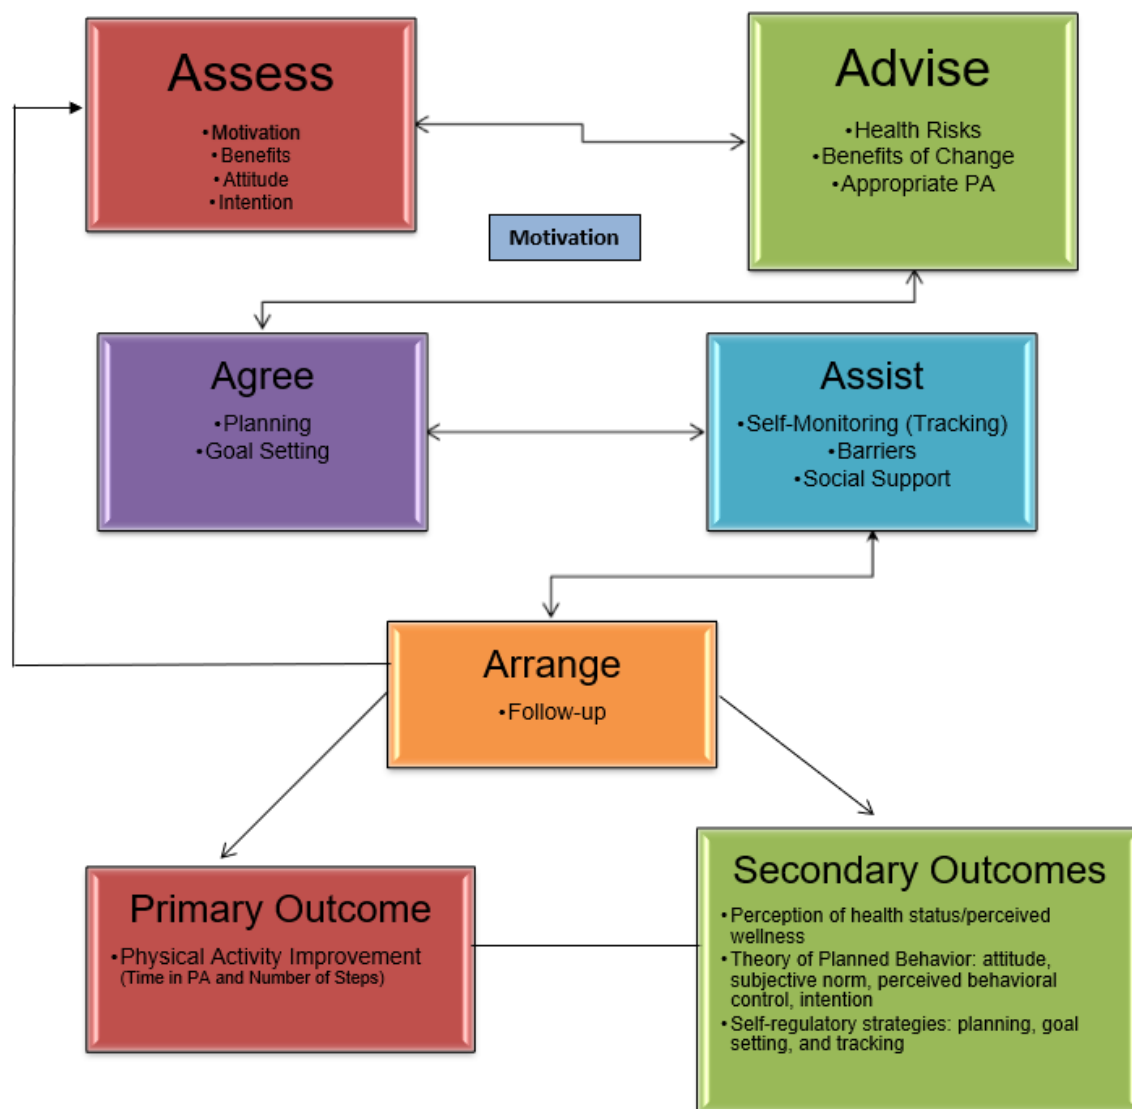 Assess
•Motivation
•Benefits
•Attitude
•Intention
Advise
•Health Risks
•Benefits of Change
•Appropriate PA
Motivation
Agree
•Planning
•Goal Setting
Assist
•Self-Monitoring (Tracking)
•Barriers
•Social Support
Arrange
•Follow-up
Primary Outcome
•Physical Activity Improvement
(Time in PA and Number of Steps)
Secondary Outcomes
•Perception of health status/perceived
wellness
•Theory of Planned Behavior: attitude,
subjective norm, perceived behavioral
control, intention
•Self-regulatory strategies: planning, goal
setting, and tracking